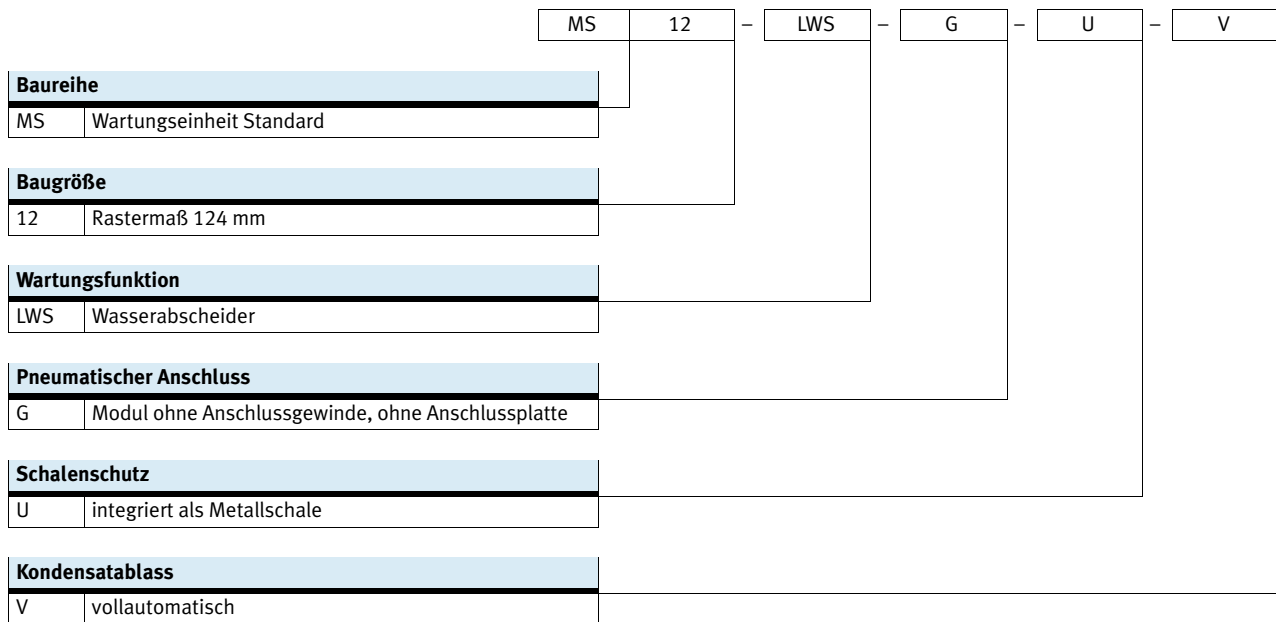 MS 12 – LWS – G – U – V
Baureihe
MS Wartungseinheit Standard
Baugröße
12 Rastermaß 124 mm
Wartungsfunktion
LWS Wasserabscheider
Pneumatischer Anschluss
G Modul ohne Anschlussgewinde, ohne Anschlussplatte
Schalenschutz
U integriert als Metallschale
Kondensatablass
V vollautomatisch